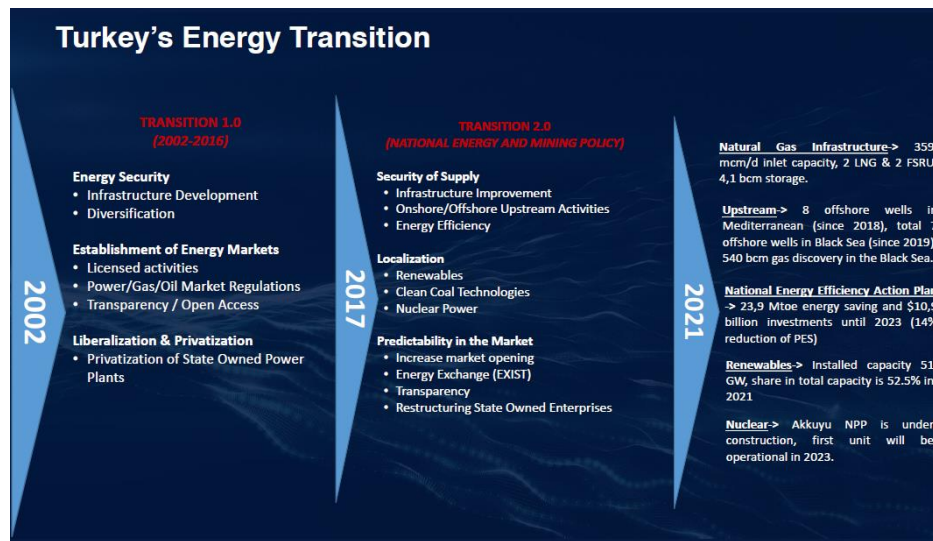 Turkey's Energy Transition
TRANSITION 1.0
(2002-2016)
Energy Security
• Infrastructure Development
• Diversification
Establishment of Energy Markets
• Licensed activities
• Power/Gas/Oil Market Regulations
• Transparency / Open Access
Liberalization & Privatization
• Privatization of State Owned Power
Plants
2002
TRANSITION 2.0
(NATIONAL ENERGY AND MINING POLICY)
Security of Supply
• Infrastructure Improvement
• Onshore/Offshore Upstream Activities
• Energy Efficiency
Localization
• Renewables
• Clean Coal Technologies
• Nuclear Power
Predictability in the Market
• Increase market opening
• Energy Exchange (EXIST)
• Transparency
• Restructuring State Owned Enterprises
2017
Natural Gas Infrastructure-> 359
mcm/d inlet capacity, 2 LNG & 2 FSRU
4,1 bcm storage.
Upstream-> 8 offshore wells in
Mediterranean (since 2018), total
offshore wells in Black Sea (since 2019)
540 bcm gas discovery in the Black Sea.
National Energy Efficiency Action Plan
-> 23,9 Mtoe energy saving and
billion investments until 2023 (14%
reduction of PES)
Renewables-> Installed capacity 51
GW, share in total capacity is 52.5% in
2021
Nuclear-> Akkuyu NPP is under
construction, first unit will be
operational in 2023.
2021